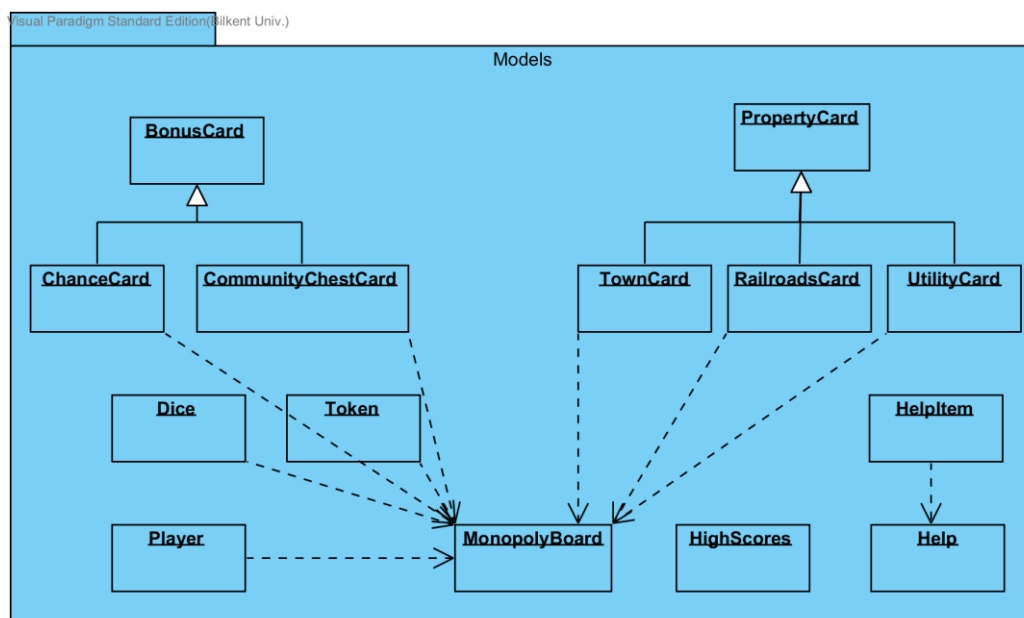 Visual Paradigm Standard Edition(Bilkent Univ.)
Models
BonusCard
PropertyCard
ChanceCard
CommunityChestCard
TownCard
RailroadsCard
UtilityCard
Dice
Token
HelpItem
Player
MonopolyBoard
HighScores
Help